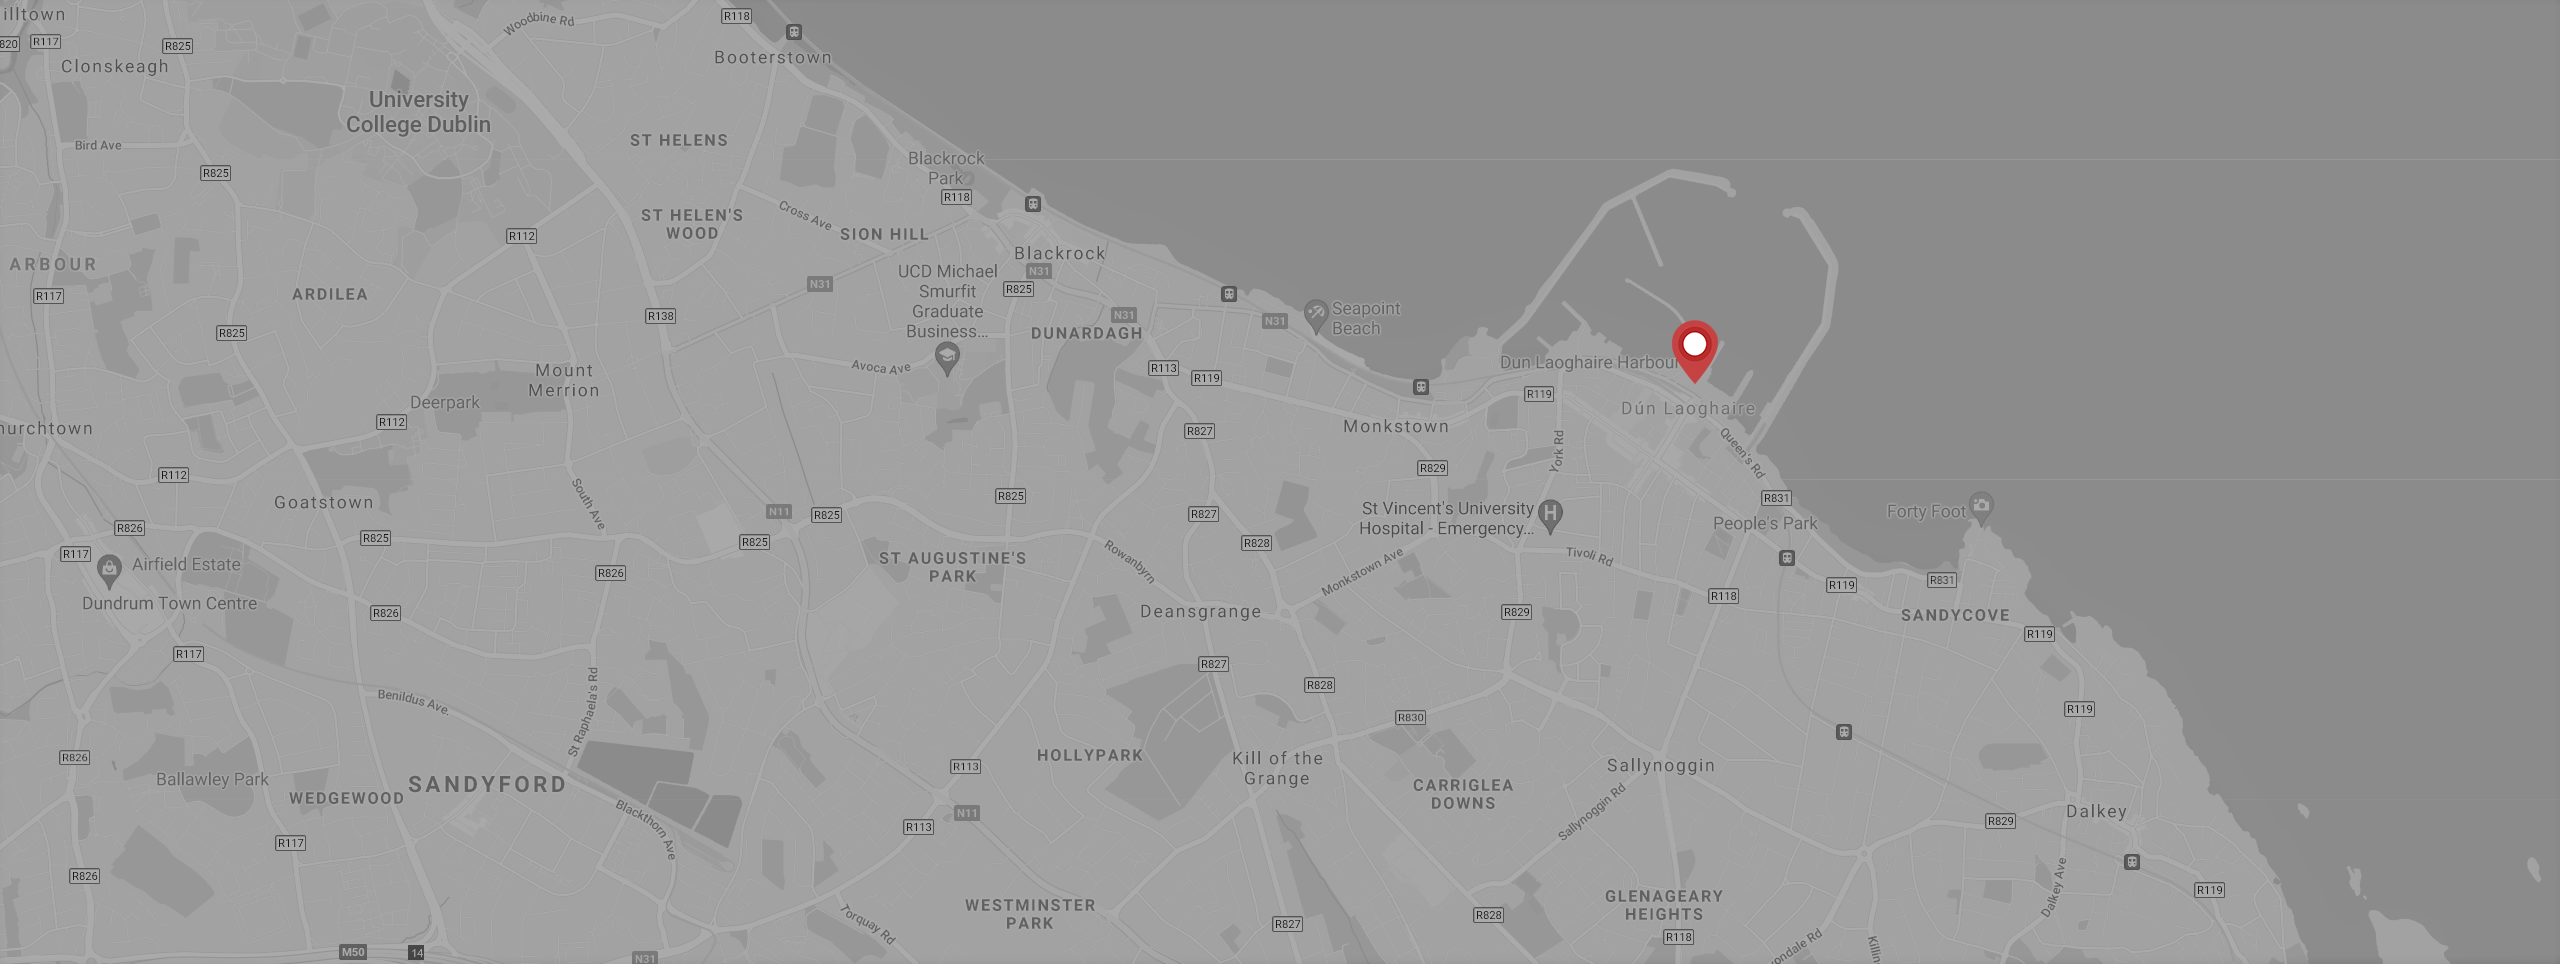 R118
Woodbine Rd
R117
R825
Booterstown
Clonskeagh
University
College Dublin
Bird Ave
ST HELENS
Blackrock
Park
R825
R118
Cross Ave
ST HELEN'S
WOOD
SION HILL
R112
Blackrock
ARBOUR
UCD Michael
Smurfit
Graduate
Business...
N31
N31
R825
R117
ARDILEA
R138
N31
DUNARDAGH
N31
Seapoint
Beach
R825
Mount
Merrion
Avoca Ave
R113
R119
Dun Laoghaire Harbour
R119
Dún Laoghaire
Deerpark
R112
Monkstown
R827
York Rd
Queen's Rd
R112
R829
Goatstown
South Ave
N11
R825
R825
R827
St Vincent's University
Hospital - Emergency...
H
R831
People's Park
Forty Foot
R826
R825
R825
R828
R117
Airfield Estate
Dundrum Town Centre
R826
ST AUGUSTINE'S
PARK
Rowanbyrn
Monkstown Ave
Tivoli Rd
R118
R119
R831
R826
Deansgrange
R829
SANDYCOVE
R119
R117
R827
R828
Benildus Ave.
St Raphaela's Rd
R830
R119
R826
Ballawley Park
WEDGEWOOD
SANDYFORD
HOLLYPARK
R113
Kill of the
Grange
Sallynoggin
CARRIGLEA
DOWNS
Sallynoggin Rd
Blackthorn Ave
R113
N11
R829
Dalkey
R117
R826
Dalkey Ave
R119
Torquay Rd
WESTMINSTER
PARK
R827
R828
GLENAGEARY
HEIGHTS
R118
M50
14
N31